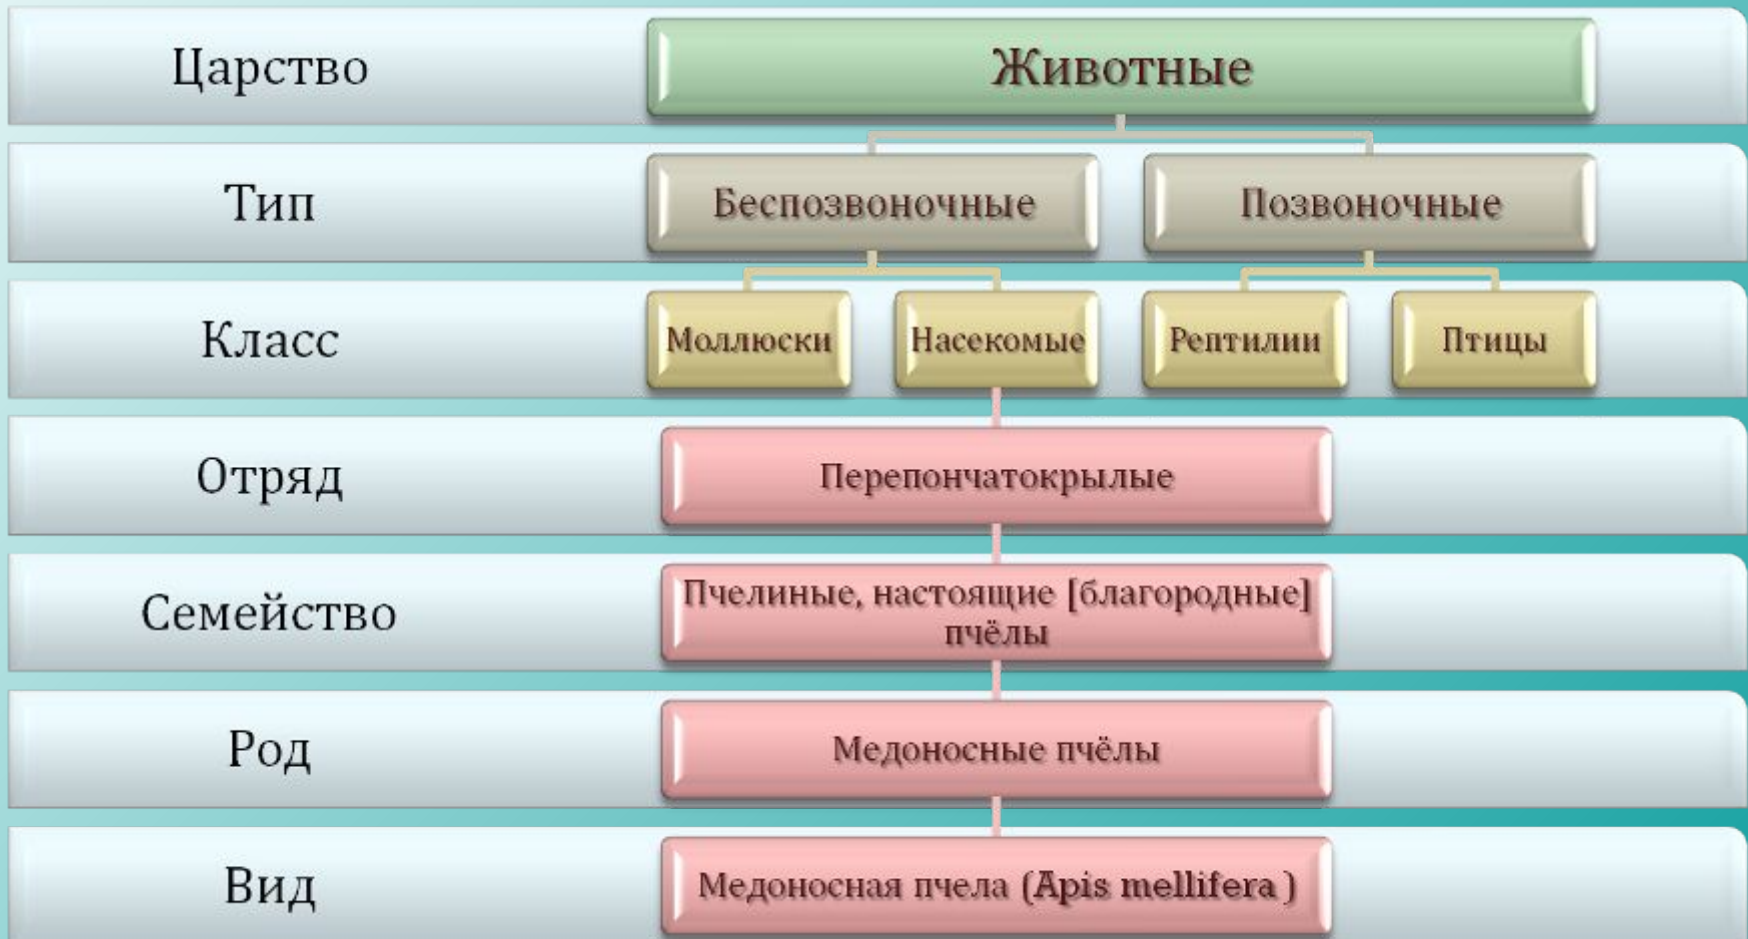 Царство
Животные
Тип
Беспозвоночные
Позвоночные
Класс
Моллюски
Насекомые
Рептилии
Птицы
Отряд
Перепончатокрылые
Семейство
Пчелиные, настоящие [благородные]
пчёлы
Род
Медоносные пчёлы
Вид
Медоносная пчела (Apis mellifera )